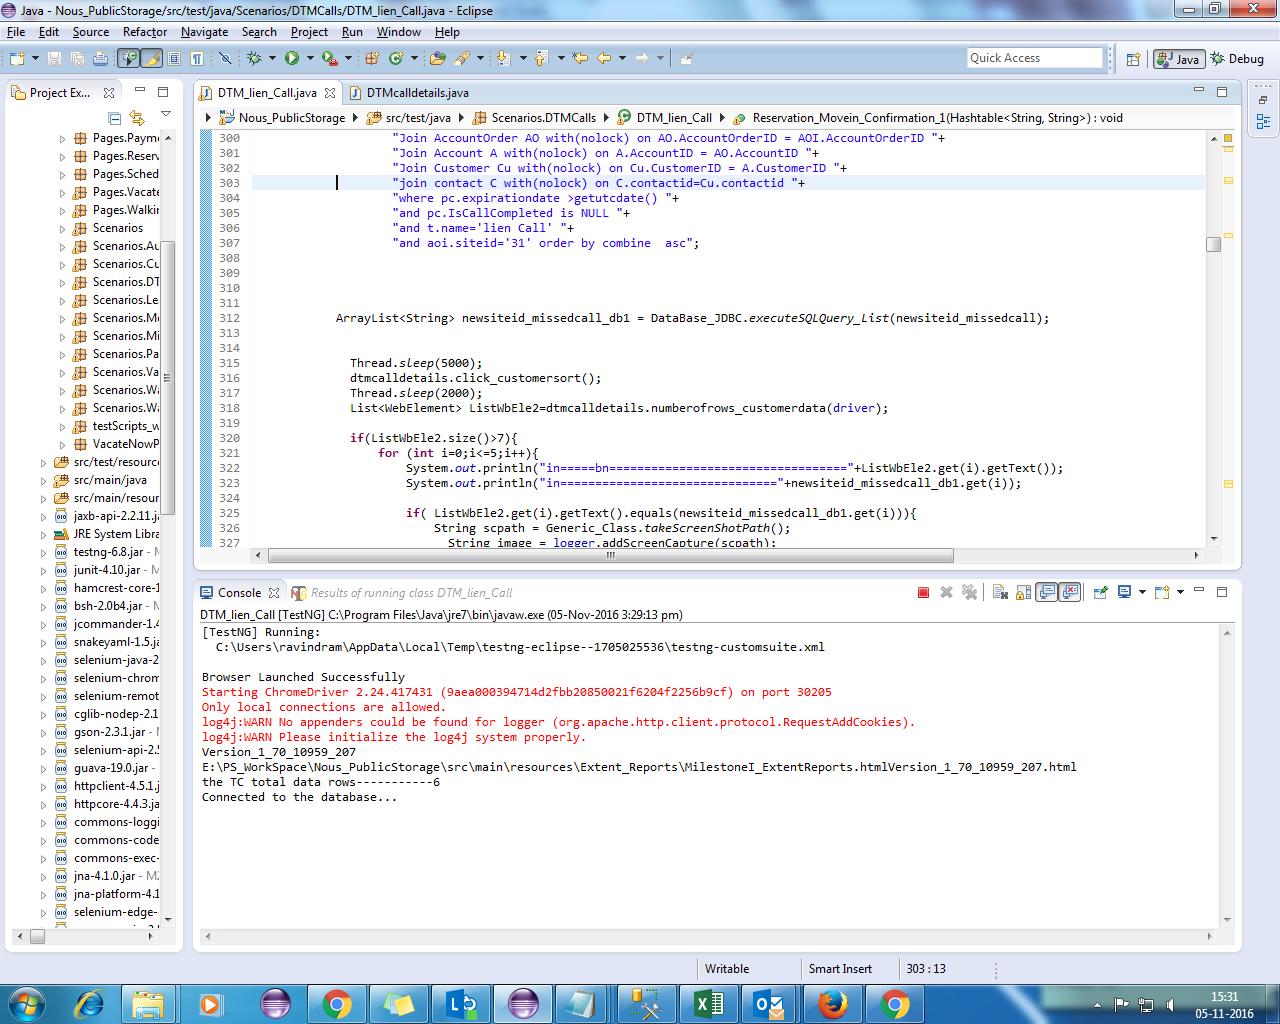 Java - Nous_PublicStorage/src/test/java/Scenarios/DTMCalls/DTM_lien_Call.java - Eclipse
File Edit Source Refactor Navigate Search Project Run Window Help
Quick Access
Java
Debug
Project Ex...
Pages.Paym
Pages.Reser
Pages.Sched
Pages.Vacate
Pages.Walki
Scenarios
Scenarios.Au
Scenarios.Cu
Scenarios.DT
Scenarios.Le
Scenarios.Me
Scenarios.Mi
Scenarios.Pa
Scenarios.Va
Scenarios.Wa
Scenarios.Wa
testScripts_w
VacateNowP
src/test/resourc
src/main/java
src/main/resour
jaxb-api-2.2.11.j
JRE System Libra
testng-6.8.jar - M
junit-4.10.jar - M
hamcrest-core-1
bsh-2.0b4.jar - M
jcommander-1.4
snakeyaml-1.5.ja
selenium-java-2
selenium-chrom
selenium-remot
cglib-nodep-2.1
gson-2.3.1.jar - M
selenium-api-2.5
guava-19.0.jar -
httpclient-4.5.1.j
httpcore-4.4.3.ja
commons-loggi
commons-code
commons-exec-
jna-4.1.0.jar - M2
jna-platform-4.1
selenium-edge-
DTM_lien_Call.java
DTMcalldetails.java
Nous_PublicStorage src/test/java Scenarios.DTMCalls DTM_lien_Call Reservation_Movein_Confirmation_1(Hashtable<String, String>) : void
300 "Join AccountOrder AO with(nolock) on AO.AccountOrderID = AOI.AccountOrderID "+
301 "Join Account A with(nolock) on A.AccountID = AO.AccountID "+
302 "Join Customer Cu with(nolock) on Cu.CustomerID = A.CustomerID "+
303 "join contact C with(nolock) on C.contactid=Cu.contactid "+
304 "where pc.expirationdate >getutcdate() "+
305 "and pc.IsCallCompleted is NULL "+
306 "and t.name='lien Call' "+
307 "and aoi.siteid='31' order by combine  asc";
308
309
310
311
312 ArrayList<String> newsiteid_missedcall_db1 = DataBase_JDBC.executeSQLQuery_List(newsiteid_missedcall);
313
314
315 Thread.sleep(5000);
316 dtmcalldetails.click_customersort();
317 Thread.sleep(2000);
318 List<WebElement> ListWbEle2=dtmcalldetails.numberofrows_customerdata(driver);
319
320 if(ListWbEle2.size()>7){
321 for (int i=0;i<=5;i++){
322 System.out.println("in=====bn=================================="+ListWbEle2.get(i).getText());
323 System.out.println("in==============================="+newsiteid_missedcall_db1.get(i));
324
325 if( ListWbEle2.get(i).getText().equals(newsiteid_missedcall_db1.get(i))){
326 String scpath = Generic_Class.takeScreenShotPath();
327 String image = logger.addScreenCapture(scpath);
Console
Results of running class DTM_lien_Call
DTM_lien_Call [TestNG] C:\Program Files\Java\jre7\bin\javaw.exe (05-Nov-2016 3:29:13 pm)
[TestNG] Running:
C:\Users\ravindram\AppData\Local\Temp\testng-eclipse--1705025536\testng-customsuite.xml
Browser Launched Successfully
Starting ChromeDriver 2.24.417431 (9aea000394714d2fbb20850021f6204f2256b9cf) on port 30205
Only local connections are allowed.
log4j:WARN No appenders could be found for logger (org.apache.http.client.protocol.RequestAddCookies).
log4j:WARN Please initialize the log4j system properly.
Version_1_70_10959_207
E:\PS_WorkSpace\Nous_PublicStorage\src\main\resources\Extent_Reports\MilestoneI_ExtentReports.htmlVersion_1_70_10959_207.html
the TC total data rows-----------6
Connected to the database...
Writable
Smart Insert
303 : 13
15:31
05-11-2016